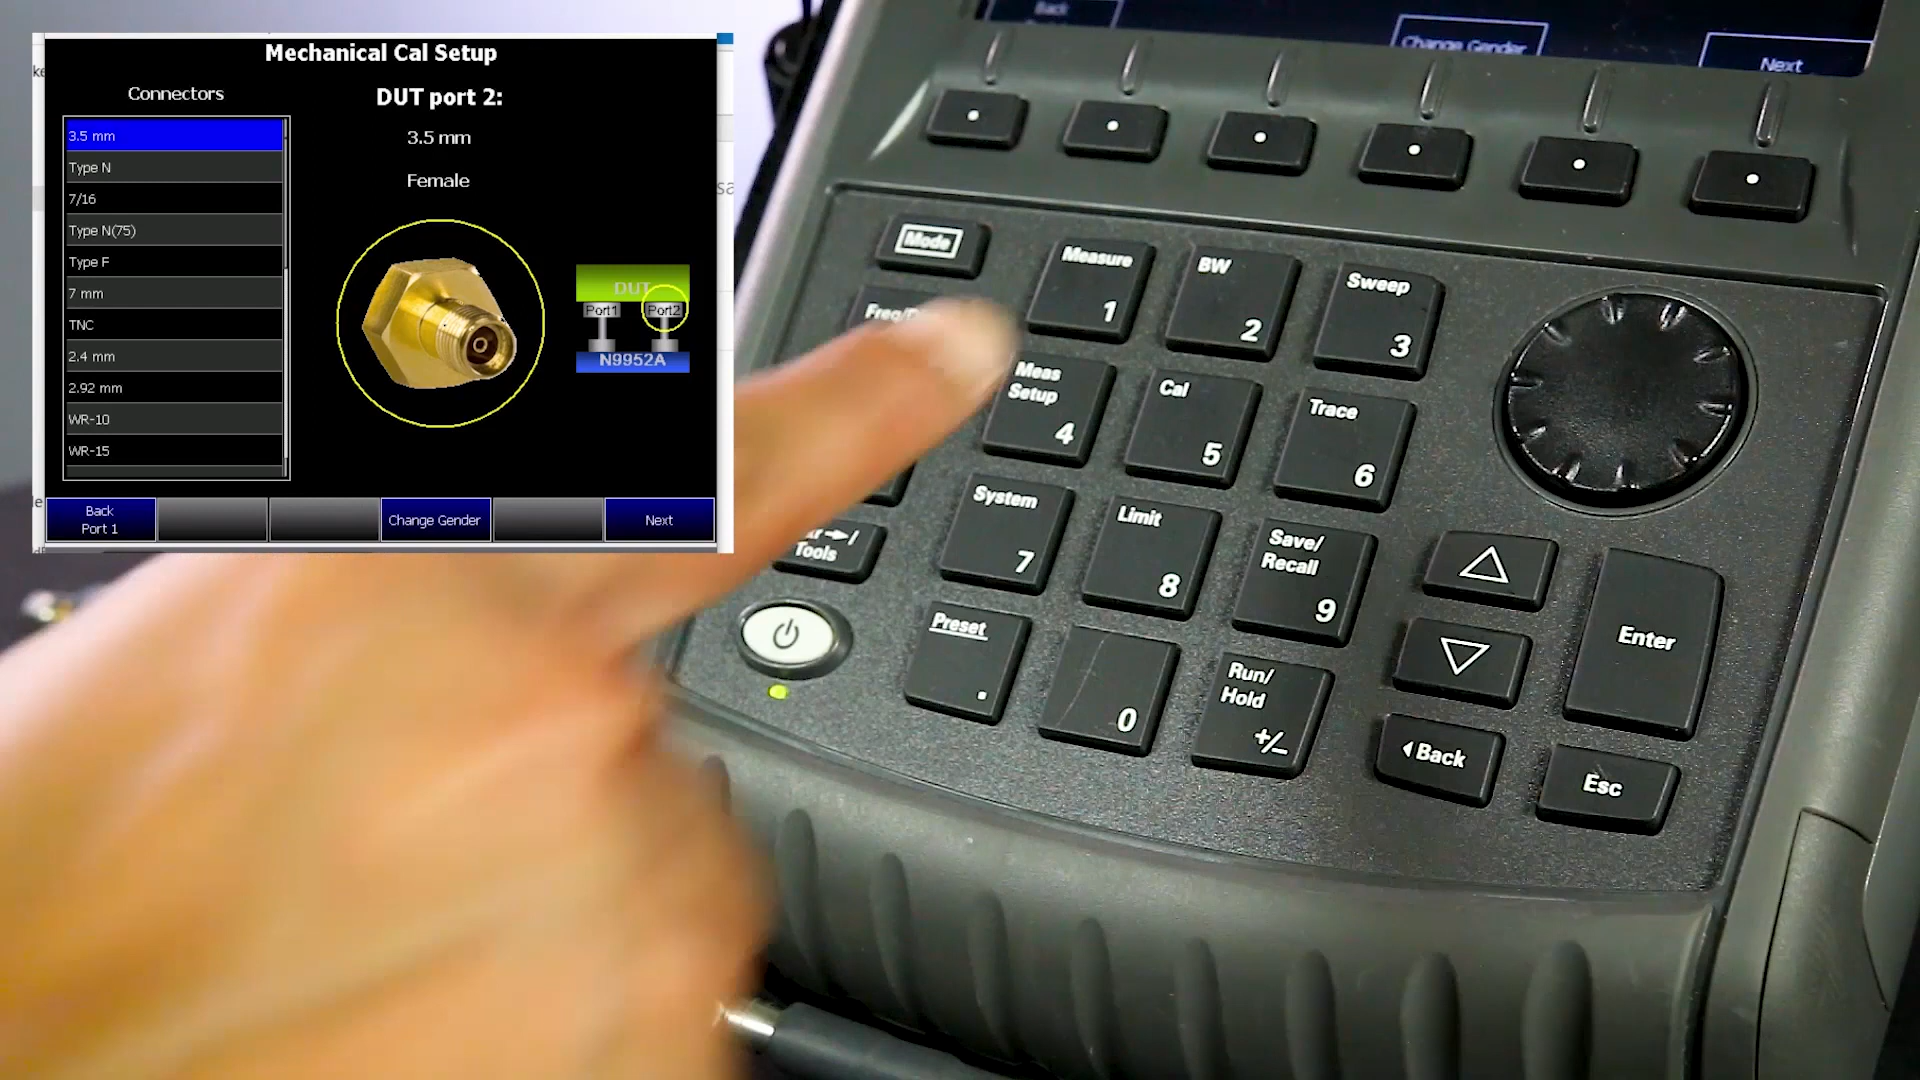 Mechanical Cal Setup
Connectors
3.5 mm
Type N
7/16
Type N(75)
Type F
7 mm
TNC
2.4 mm
2.92 mm
WR-10
WR-15
DUT port 2:
3.5 mm
Female
DUT
Port1
Port2
N9952A
Back
Port 1
Change Gender
Next
Back
Change Gender
Next
Mode
Measure
1
BW
2
Sweep
3
Meas
Setup
4
Cal
5
Trace
6
Tools
System
7
Limit
8
Save/
Recall
9
Preset
.
0
Run/
Hold
+/-
Enter
Back
Esc